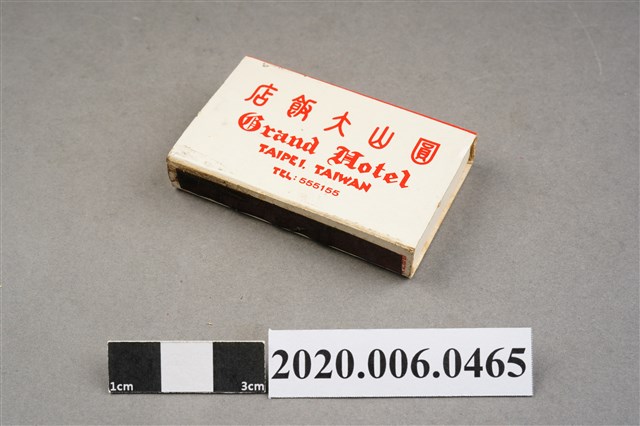 圓山大飯店
Grand Hotel
TAIPEI, TAIWAN
TEL: 555155
1cm 3cm
2020.006.0465